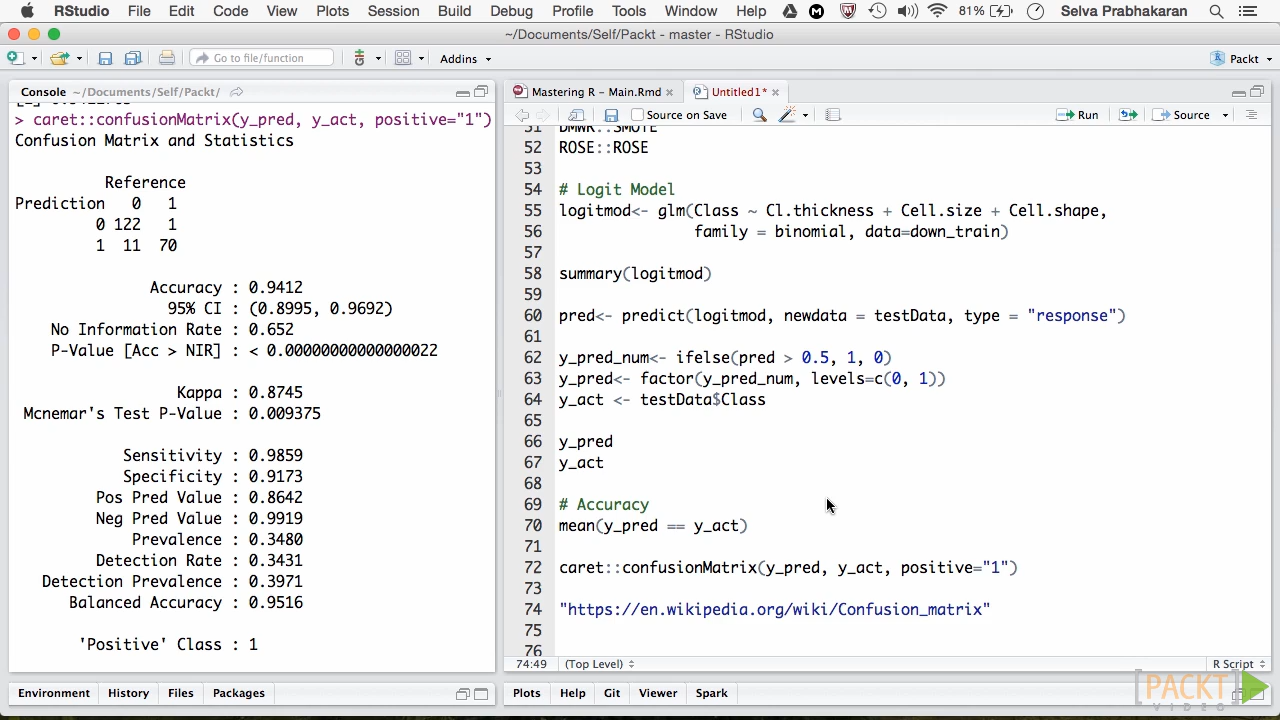 RStudio File Edit Code View Plots Session Build Debug Profile Tools Window Help 81% Selva Prabhakaran
~/Documents/Self/Packt - master - RStudio
Go to file/function Addins Packt
Console ~/Documents/Self/Packt/
> caret::confusionMatrix(y_pred, y_act, positive="1")
Confusion Matrix and Statistics
Reference
Prediction 0 1
0 122 1
1 11 70
Accuracy : 0.9412
95% CI : (0.8995, 0.9692)
No Information Rate : 0.652
P-Value [Acc > NIR] : < 0.00000000000000022
Kappa : 0.8745
Mcnemar's Test P-Value : 0.009375
Sensitivity : 0.9859
Specificity : 0.9173
Pos Pred Value : 0.8642
Neg Pred Value : 0.9919
Prevalence : 0.3480
Detection Rate : 0.3431
Detection Prevalence : 0.3971
Balanced Accuracy : 0.9516
'Positive' Class : 1
Environment History Files Packages
Mastering R - Main.Rmd Untitled1*
Source on Save Run Source
51 DMwR::SMOTE
52 ROSE::ROSE
53
54 # Logit Model
55 logitmod<- glm(Class ~ Cl.thickness + Cell.size + Cell.shape,
56 family = binomial, data=down_train)
57
58 summary(logitmod)
59
60 pred<- predict(logitmod, newdata = testData, type = "response")
61
62 y_pred_num<- ifelse(pred > 0.5, 1, 0)
63 y_pred<- factor(y_pred_num, levels=c(0, 1))
64 y_act <- testData$Class
65
66 y_pred
67 y_act
68
69 # Accuracy
70 mean(y_pred == y_act)
71
72 caret::confusionMatrix(y_pred, y_act, positive="1")
73
74 "https://en.wikipedia.org/wiki/Confusion_matrix"
75
76
74:49 (Top Level) R Script
Plots Help Git Viewer Spark
PACKT
VIDEO